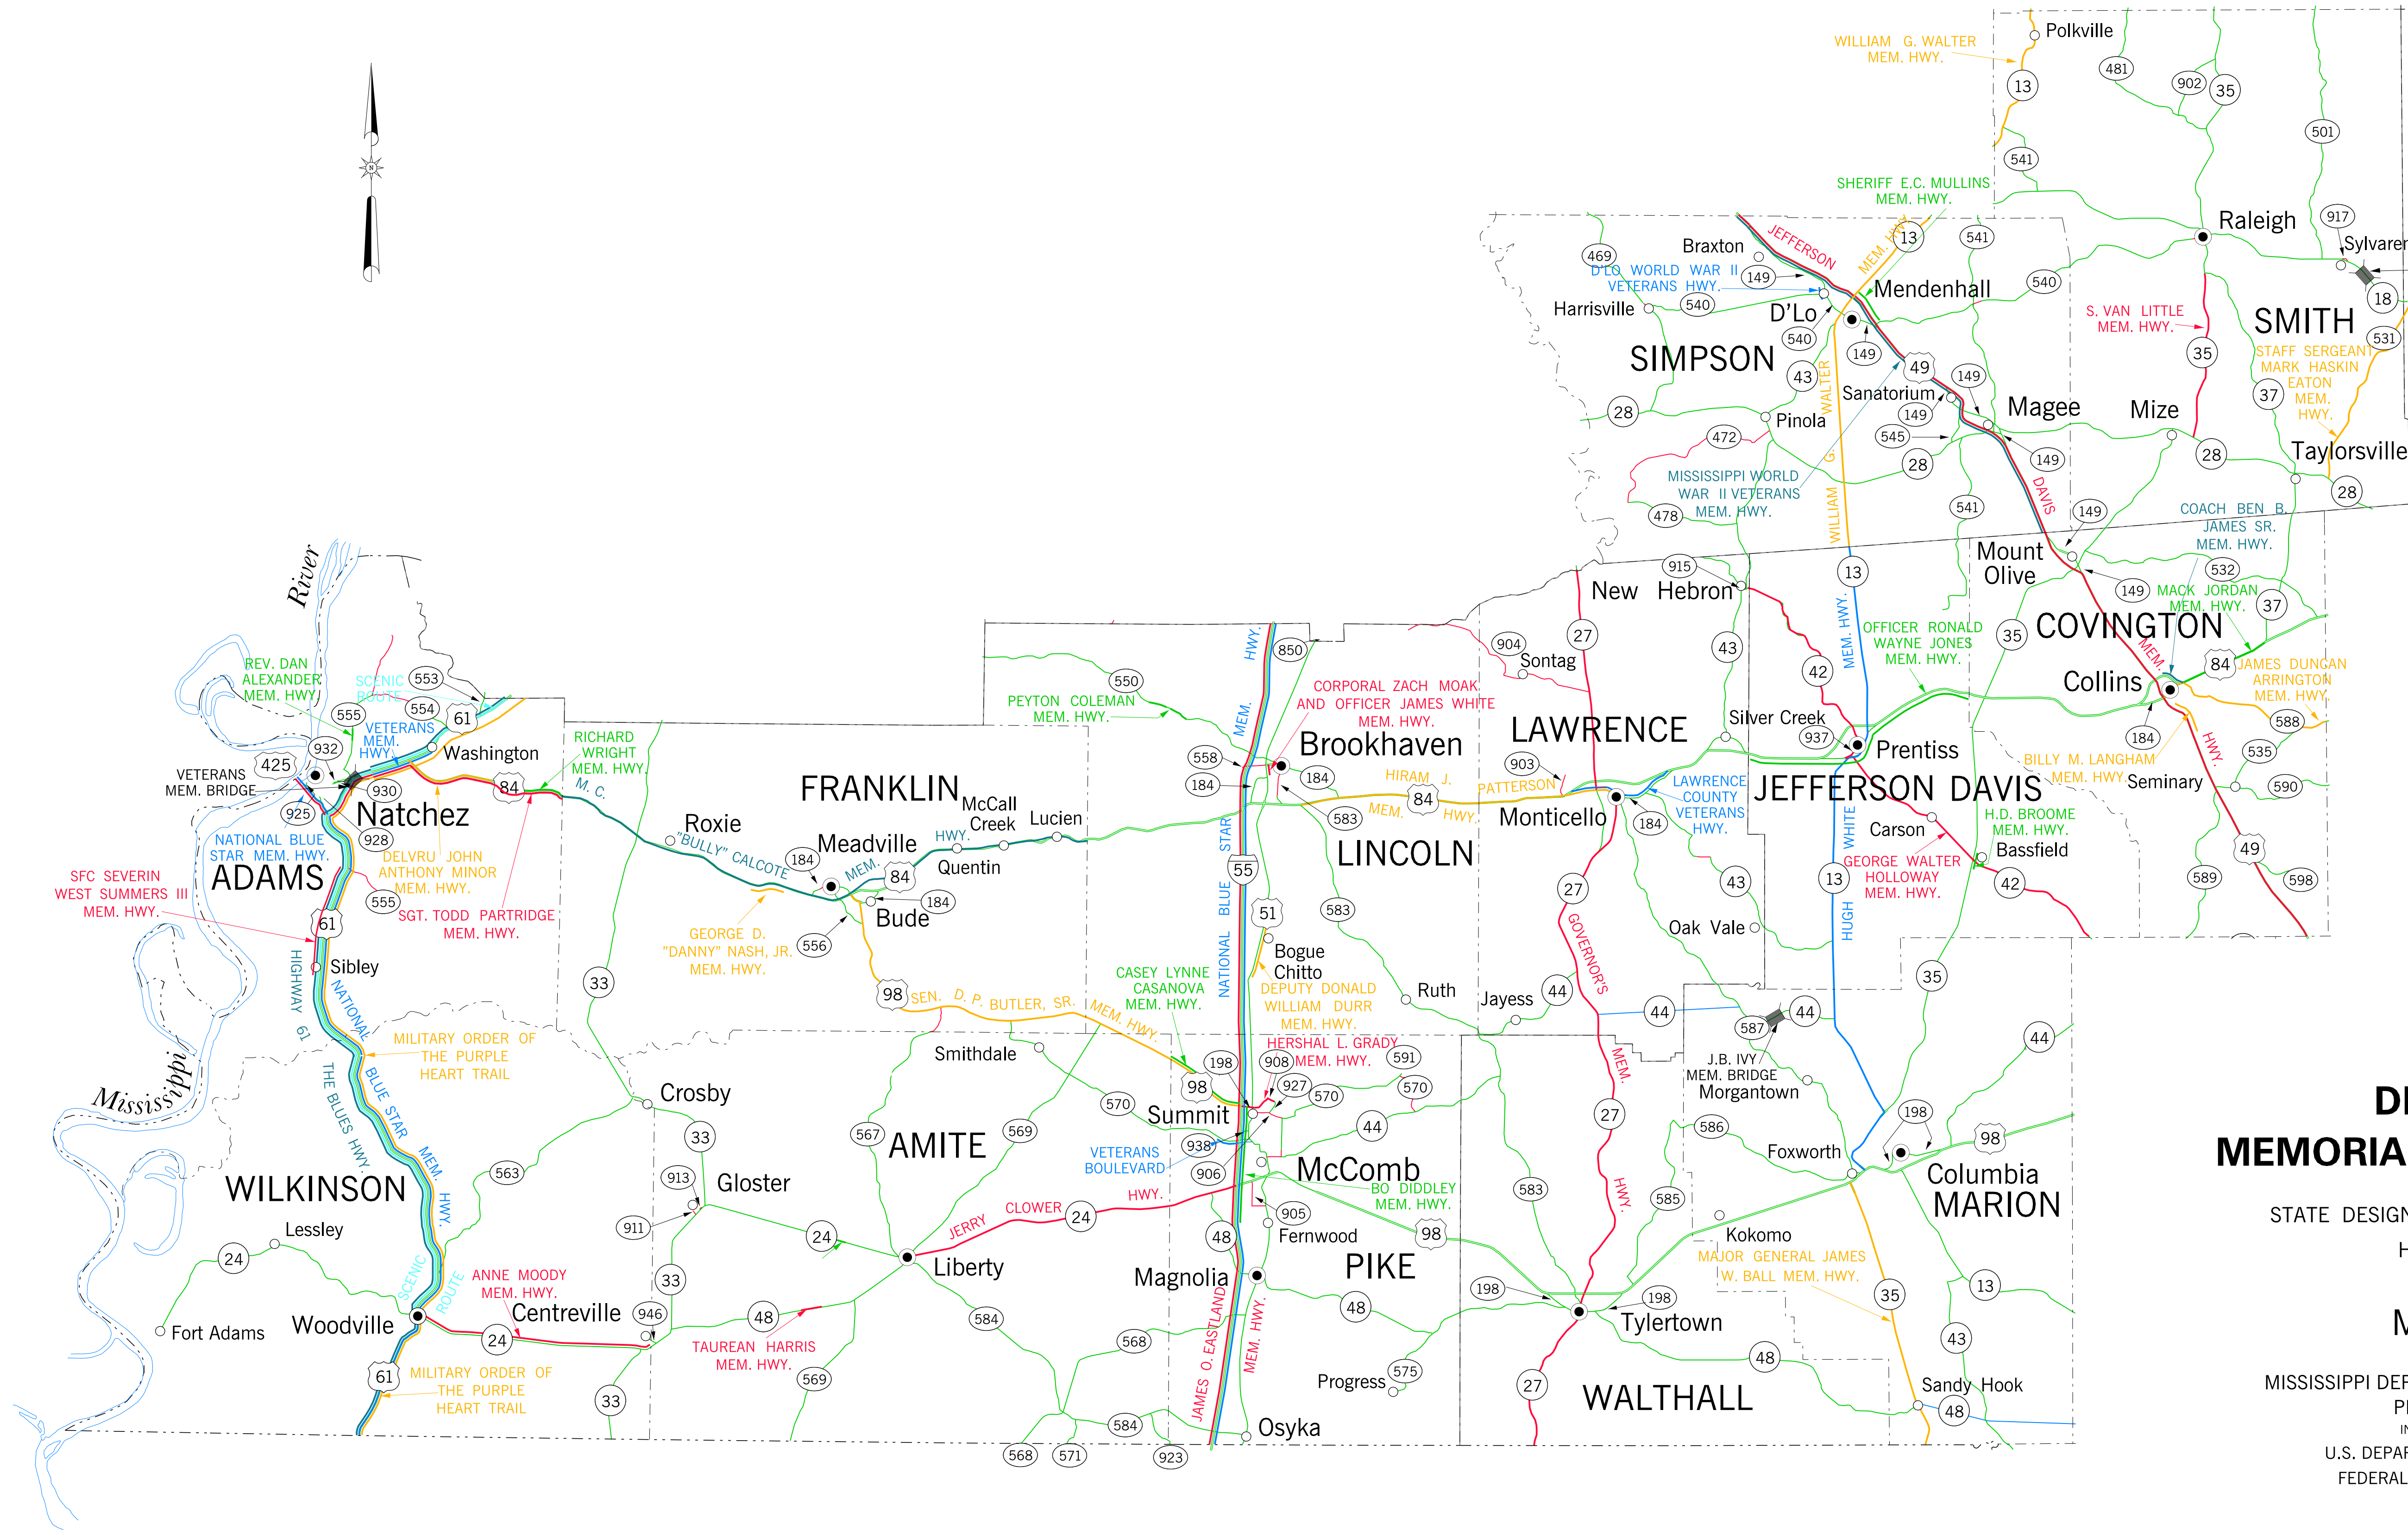 WILLIAM G. WALTER
MEM. HWY.
Polkville
13
481
902
35
501
541
SHERIFF E.C. MULLINS
MEM. HWY.
Raleigh
917
13
541
469
Braxton
JEFFERSON
MEM. HWY.
D'LO WORLD WAR II
VETERANS HWY.
149
Mendenhall
540
18
Harrisville
540
D'Lo
540
149
S. VAN LITTLE
MEM. HWY.
SMITH
531
STAFF SERGEANT
MARK HASKIN
EATON
MEM.
HWY.
SIMPSON
43
49
35
37
WILLIAM G. WALTER
Sanatorium
149
149
Magee
Mize
28
Pinola
472
545
28
149
28
Taylorsville
28
MISSISSIPPI WORLD
WAR II VETERANS
MEM. HWY.
DAVIS
478
541
149
COACH BEN B.
JAMES SR.
MEM. HWY.
River
Mount
Olive
915
New Hebron
13
149
532
MACK JORDAN
MEM. HWY.
37
27
MEM. HWY.
OFFICER RONALD
WAYNE JONES
MEM. HWY.
35
COVINGTON
904
Sontag
43
42
MEM.
84
JAMES DUNCAN
ARRINGTON
MEM. HWY.
Collins
HWY.
850
REV. DAN
ALEXANDER
MEM. HWY.
SCENIC
ROUTE
553
555
554
61
VETERANS
MEM.
HWY.
932
Washington
425
VETERANS
MEM. BRIDGE
930
925
Natchez
928
NATIONAL BLUE
STAR MEM. HWY.
ADAMS
DELVRU JOHN
ANTHONY MINOR
MEM. HWY.
84
RICHARD
WRIGHT
MEM. HWY.
M. C.
FRANKLIN
550
PEYTON COLEMAN
MEM. HWY.
MEM.
CORPORAL ZACH MOAK
AND OFFICER JAMES WHITE
MEM. HWY.
Brookhaven
558
184
184
LAWRENCE
Silver Creek
937
Prentiss
903
HIRAM J. PATTERSON
84
MEM. HWY.
583
LAWRENCE
COUNTY
VETERANS
HWY.
JEFFERSON DAVIS
Monticello
184
588
184
535
BILLY M. LANGHAM
MEM. HWY.
Seminary
590
HWY.
Roxie
McCall
Creek
Lucien
Meadville
HWY.
"BULLY" CALCOTE
184
MEM.
84
Quentin
184
Bude
556
LINCOLN
55
STAR
WHITE
Carson
H.D. BROOME
MEM. HWY.
Bassfield
GEORGE WALTER
HOLLOWAY
MEM. HWY.
49
13
42
589
598
27
43
SFC SEVERIN
WEST SUMMERS III
MEM. HWY.
555
SGT. TODD PARTRIDGE
MEM. HWY.
61
GEORGE D.
"DANNY" NASH, JR.
MEM. HWY.
51
583
BLUE
GOVERNOR'S
Oak Vale
HUGH
Sibley
HIGHWAY 61
NATIONAL
33
98
CASEY LYNNE
CASANOVA
MEM. HWY.
NATIONAL
Bogue
Chitto
DEPUTY DONALD
WILLIAM DURR
MEM. HWY.
SEN. D. P. BUTLER, SR. MEM. HWY.
Ruth
Jayess
44
44
587
44
35
44
MILITARY ORDER OF
THE PURPLE
HEART TRAIL
Smithdale
HERSHAL L. GRADY
MEM. HWY.
198
908
591
MEM.
J.B. IVY
MEM. BRIDGE
Morgantown
THE BLUES HWY.
BLUE STAR
Mississippi
Crosby
98
927
570
570
Summit
570
27
198
33
567
569
AMITE
44
586
VETERANS
BOULEVARD
938
906
McComb
Foxworth
98
Columbia
MARION
MEM.
HWY.
563
WILKINSON
913
Gloster
911
JERRY CLOWER HWY.
24
BO DIDDLEY
MEM. HWY.
905
Fernwood
583
HWY.
585
Lessley
24
24
48
98
Kokomo
MAJOR GENERAL JAMES
W. BALL MEM. HWY.
Liberty
Magnolia
PIKE
33
SCENIC
ROUTE
ANNE MOODY
MEM. HWY.
Centreville
946
Woodville
Fort Adams
24
48
584
TAUREAN HARRIS
MEM. HWY.
JAMES O. EASTLAND
MEM. HWY.
48
198
198
Tylertown
35
13
568
43
48
61
MILITARY ORDER OF
THE PURPLE
HEART TRAIL
33
569
575
Progress
27
WALTHALL
Sandy Hook
48
584
Osyka
568
571
923
MEMORIA
STATE DESIGN
MISSISSIPPI DEP
U.S. DEPAR
FEDERAL